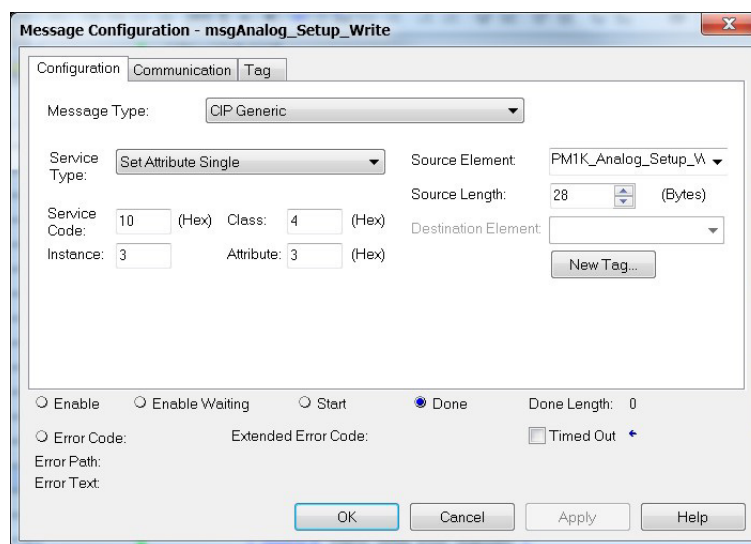 Message Configuration - msgAnalog_Setup_Write
Configuration Communication Tag
Message Type: CIP Generic
Service Type: Set Attribute Single
Source Element: PM1K_Analog_Setup_W
Source Length: 28 (Bytes)
Service Code: 10 (Hex) Class: 4 (Hex)
Destination Element:
Instance: 3 Attribute: 3 (Hex)
New Tag...
Enable Enable Waiting Start Done Done Length: 0
Error Code: Extended Error Code: Timed Out
Error Path:
Error Text:
OK Cancel Apply Help